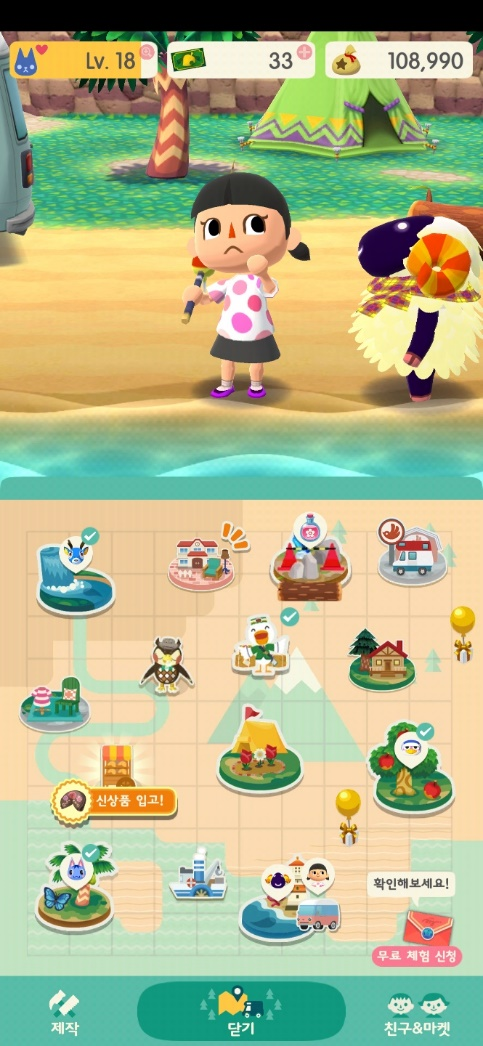 Lv. 18
33
108,990
신상품 입고!
확인해보세요!
무료 체험 신청
제작
닫기
친구&마켓